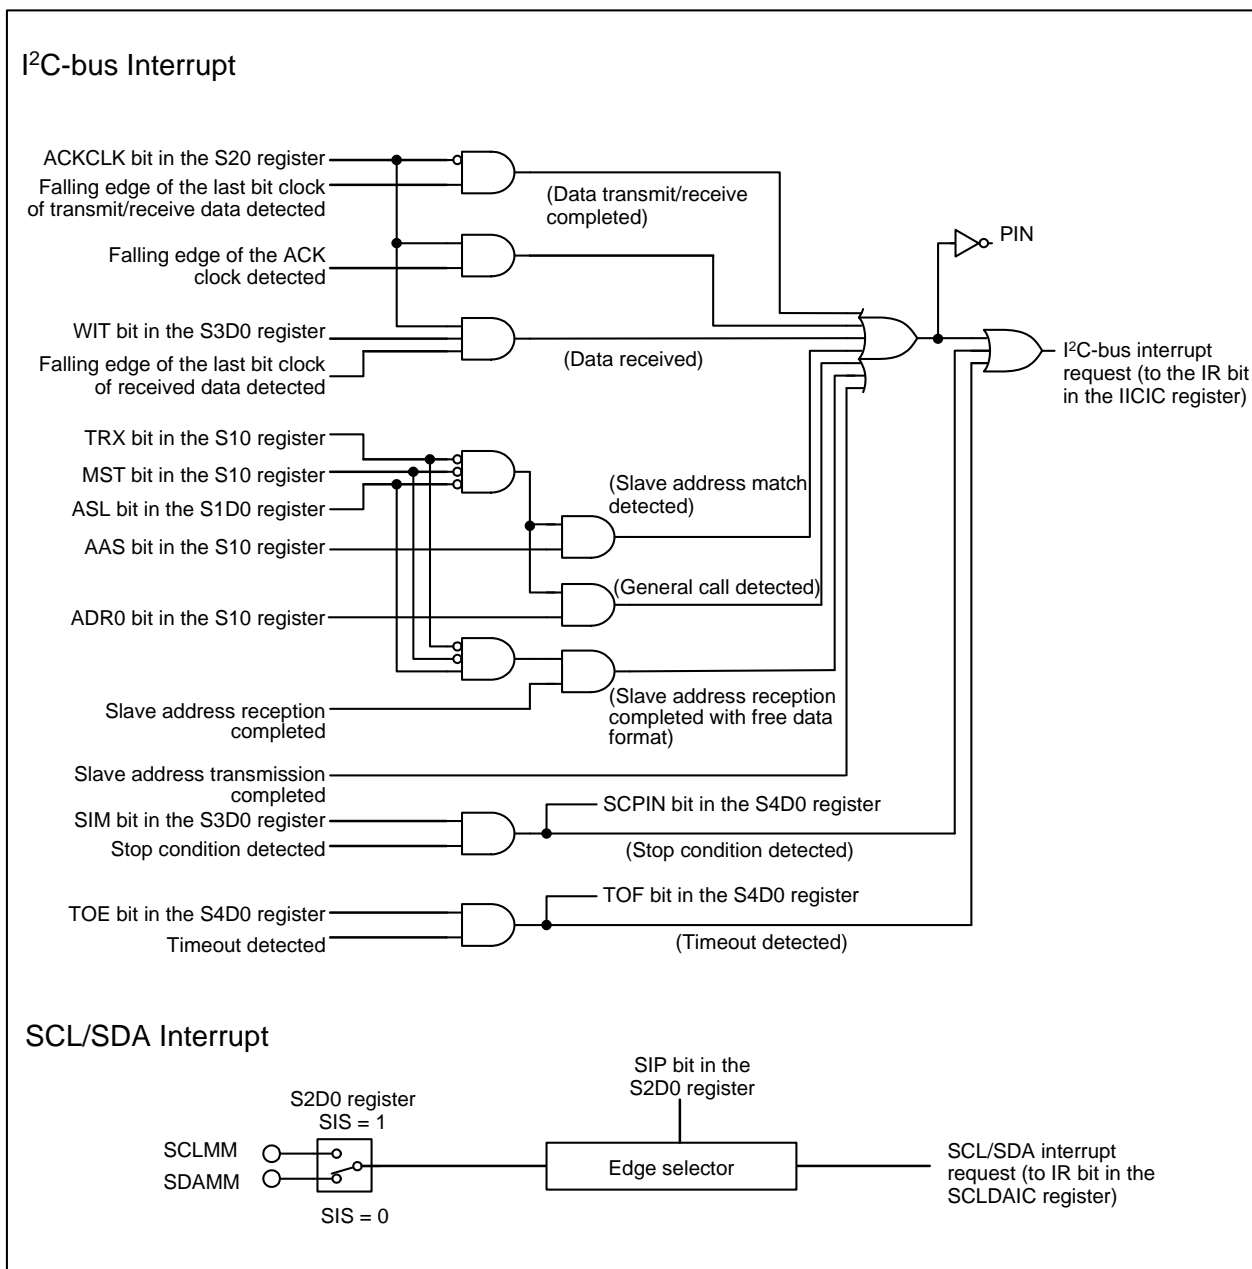 I²C-bus Interrupt
ACKCLK bit in the S20 register
Falling edge of the last bit clock
of transmit/receive data detected
(Data transmit/receive
completed)
PIN
Falling edge of the ACK
clock detected
WIT bit in the S3D0 register
(Data received)
Falling edge of the last bit clock
of received data detected
I²C-bus interrupt
request (to the IR bit
in the IICIC register)
TRX bit in the S10 register
MST bit in the S10 register
ASL bit in the S1D0 register
(Slave address match
detected)
AAS bit in the S10 register
(General call detected)
ADR0 bit in the S10 register
Slave address reception
completed
(Slave address reception
completed with free data
format)
Slave address transmission
completed
SCPIN bit in the S4D0 register
SIM bit in the S3D0 register
Stop condition detected
(Stop condition detected)
TOF bit in the S4D0 register
TOE bit in the S4D0 register
Timeout detected
(Timeout detected)
SCL/SDA Interrupt
SIP bit in the
S2D0 register
S2D0 register
SIS = 1
SCLMM
SDAMM
SIS = 0
Edge selector
SCL/SDA interrupt
request (to IR bit in the
SCLDAIC register)